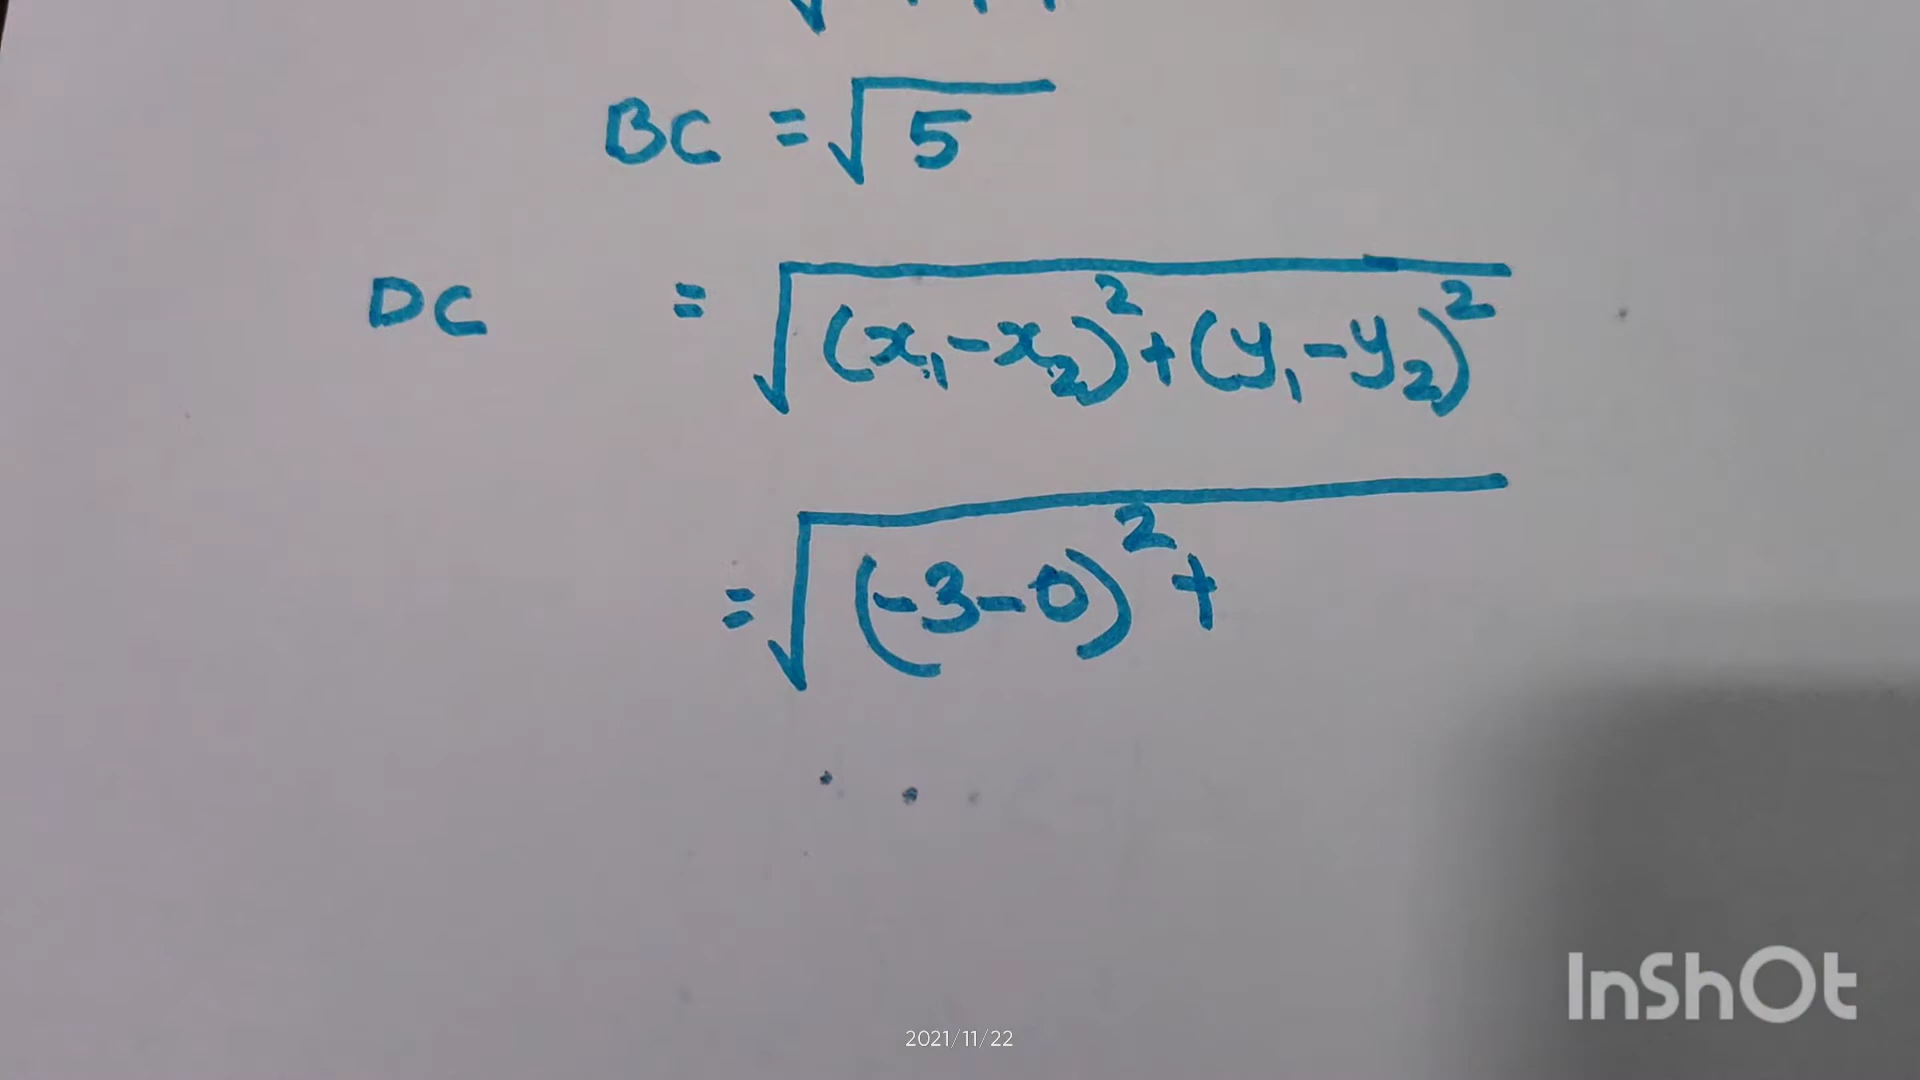 BC = √5
DC = √(x₁-x₂)²+(y₁-y₂)²
= √(-3-0)²+
InShOt
2021/11/22